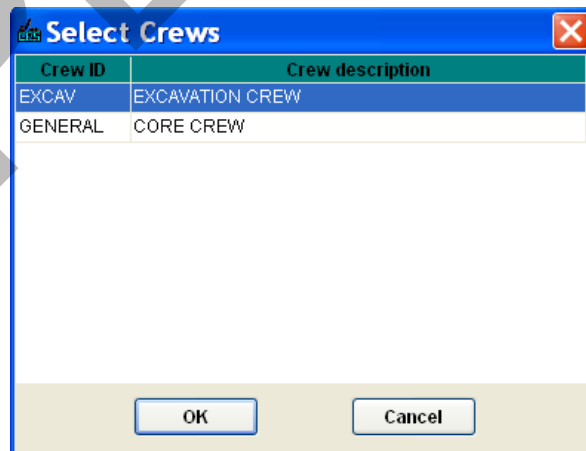 Select Crews
Crew ID Crew description
EXCAV EXCAVATION CREW
GENERAL CORE CREW
OK Cancel